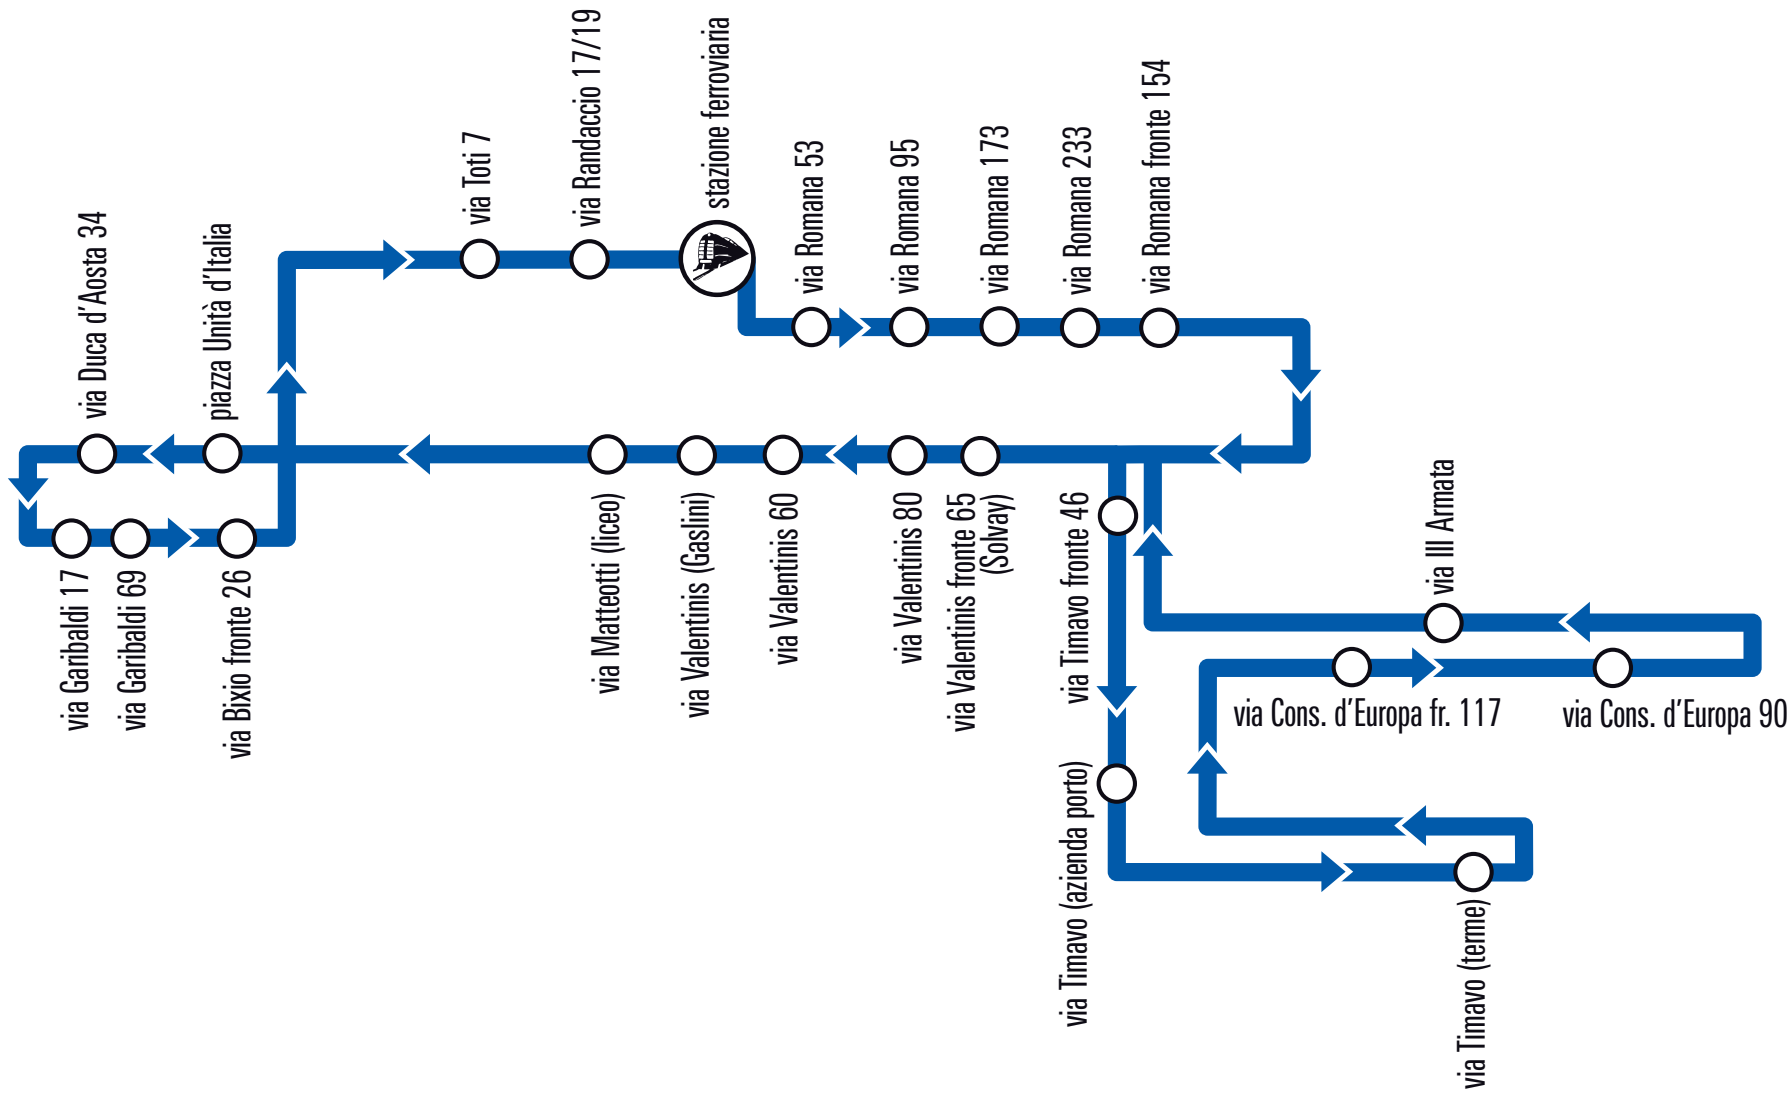 via Duca d'Aosta 34
piazza Unità d'Italia
via Toti 7
via Randaccio 17/19
stazione ferroviaria
via Romana 53
via Romana 95
via Romana 173
via Romana 233
via Romana fronte 154
via Garibaldi 17
via Garibaldi 69
via Bixio fronte 26
via Matteotti (liceo)
via Valentinis (Gaslini)
via Valentinis 60
via Valentinis 80
via Valentinis fronte 65
(Solvay)
via Timavo fronte 46
via III Armata
via Cons. d'Europa fr. 117
via Cons. d'Europa 90
via Timavo (azienda porto)
via Timavo (terme)